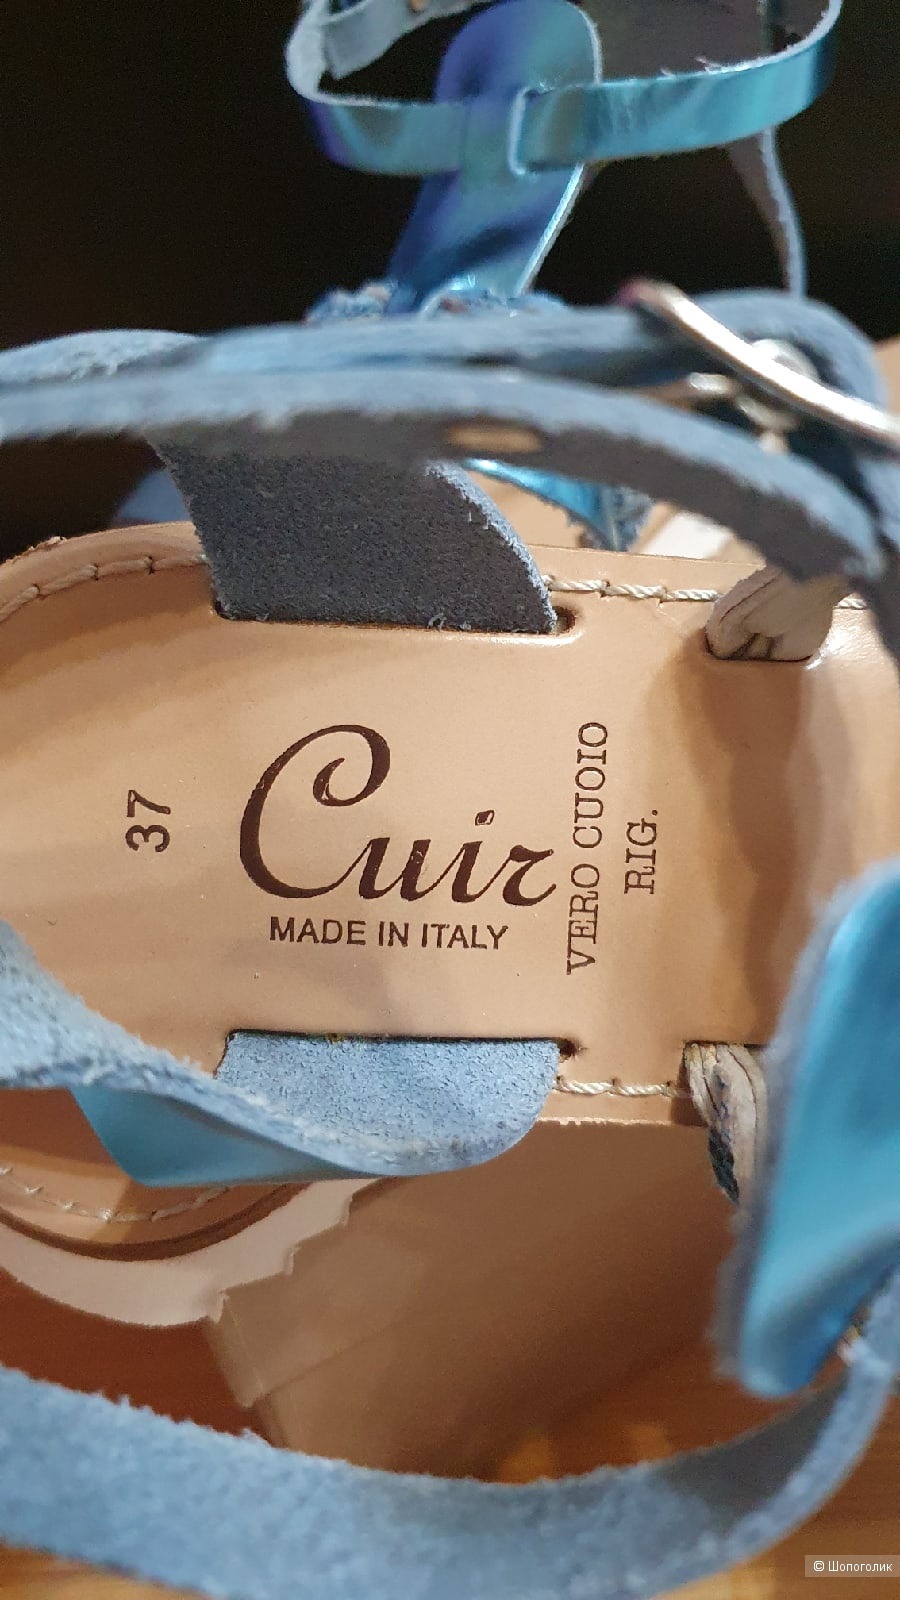 37
Cuir
MADE IN ITALY
VERO CUOIO
RIG.
© Шопоголик